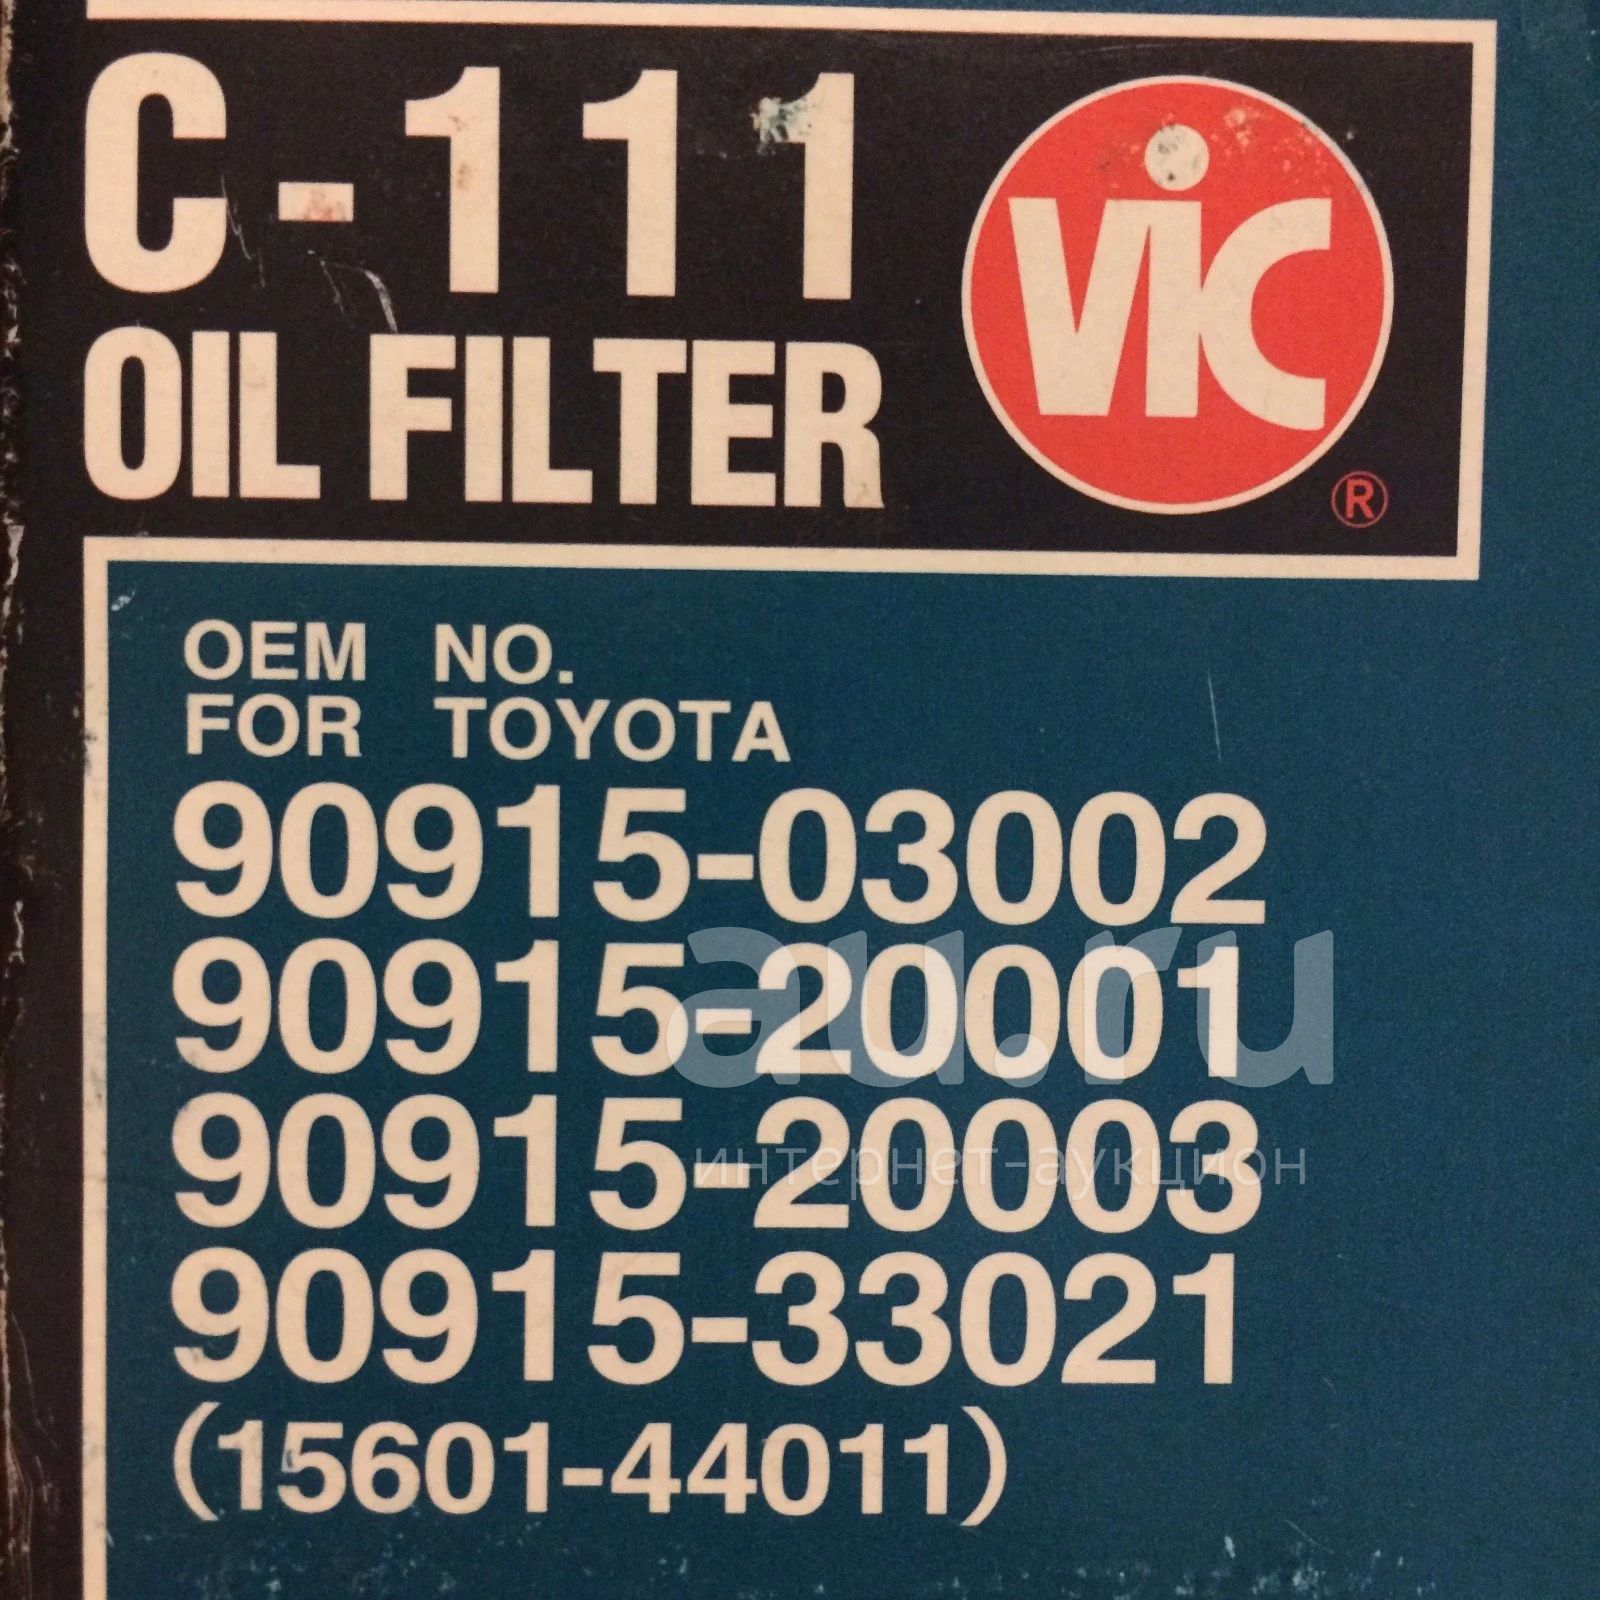 C-111
OIL FILTER
VIC
®
OEM NO.
FOR TOYOTA
90915-03002
90915-20001
90915-20003
90915-33021
(15601-44011)
au.ru
интернет-аукцион